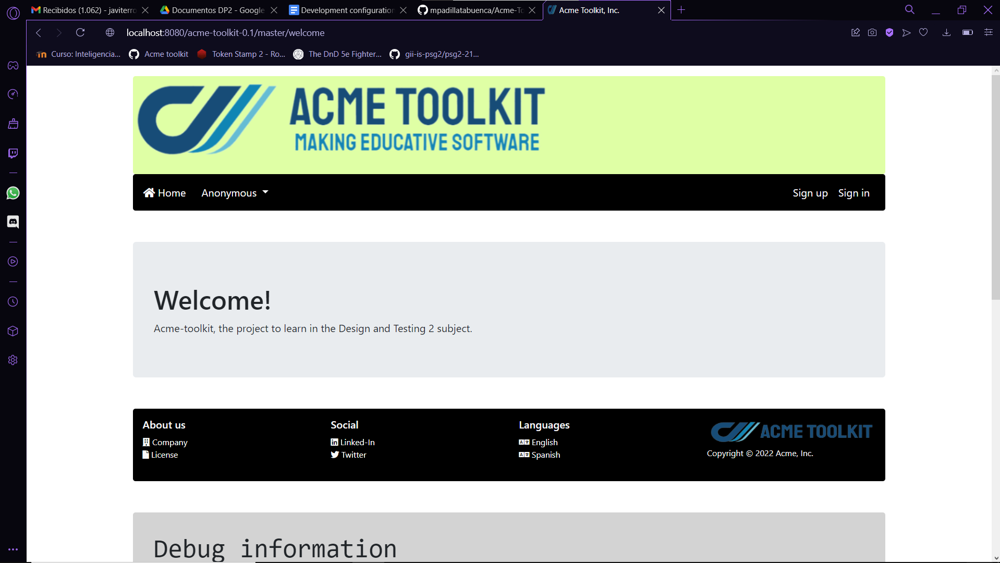 Recibidos (1.062) - javiterro
Documentos DP2 - Google
Development configuration
mpadillatabuenca/Acme-To
Acme Toolkit, Inc.
localhost:8080/acme-toolkit-0.1/master/welcome
Curso: Inteligencia...
Acme toolkit
Token Stamp 2 - Ro...
The DnD 5e Fighter...
gii-is-psg2/psg2-21...
ACME TOOLKIT
MAKING EDUCATIVE SOFTWARE
Home
Anonymous
Sign up
Sign in
Welcome!
Acme-toolkit, the project to learn in the Design and Testing 2 subject.
About us
Company
License
Social
Linked-In
Twitter
Languages
English
Spanish
ACME TOOLKIT
Copyright © 2022 Acme, Inc.
Debug information